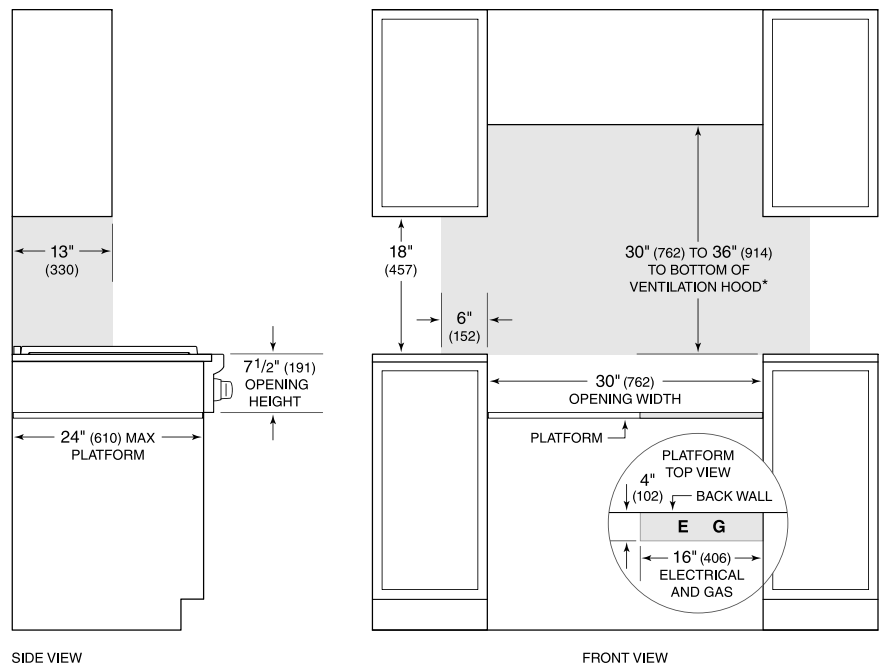 13"
(330)
7 1/2" (191)
OPENING
HEIGHT
24" (610) MAX
PLATFORM
SIDE VIEW
18"
(457)
6"
(152)
30" (762) TO 36" (914)
TO BOTTOM OF
VENTILATION HOOD*
30" (762)
OPENING WIDTH
PLATFORM
PLATFORM
TOP VIEW
4"
(102)
BACK WALL
E G
16" (406)
ELECTRICAL
AND GAS
FRONT VIEW